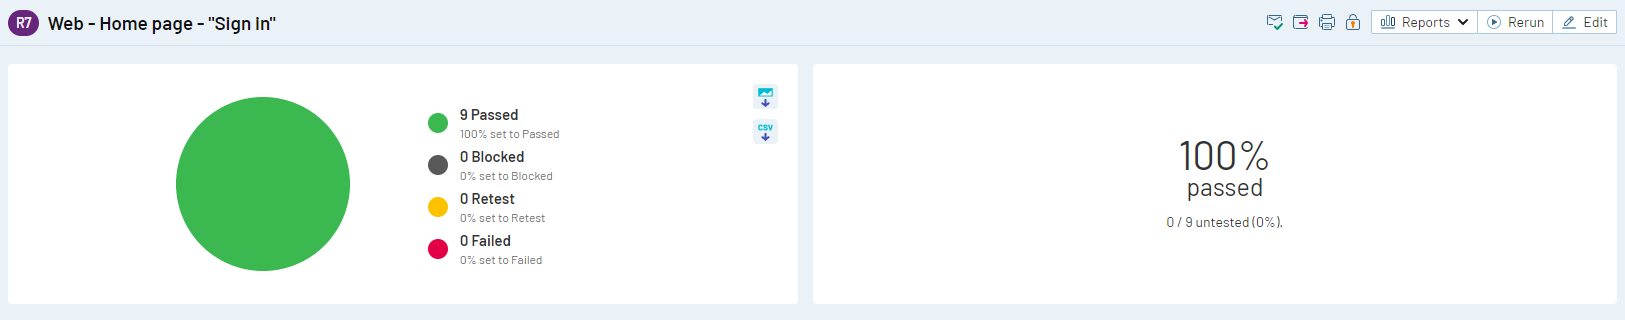 R7 Web - Home page - "Sign in"
Reports Rerun Edit
9 Passed
100% set to Passed
0 Blocked
0% set to Blocked
0 Retest
0% set to Retest
0 Failed
0% set to Failed
CSV
100%
passed
0 / 9 untested (0%).